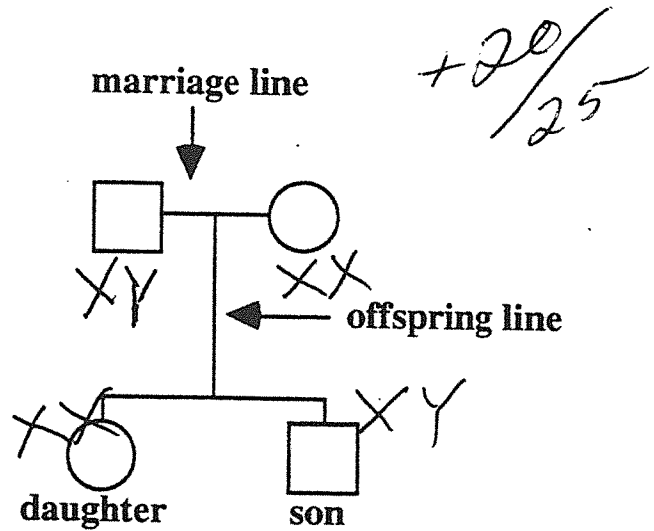 +20/25
marriage line
XY
XX
offspring line
XX
XY
daughter
son